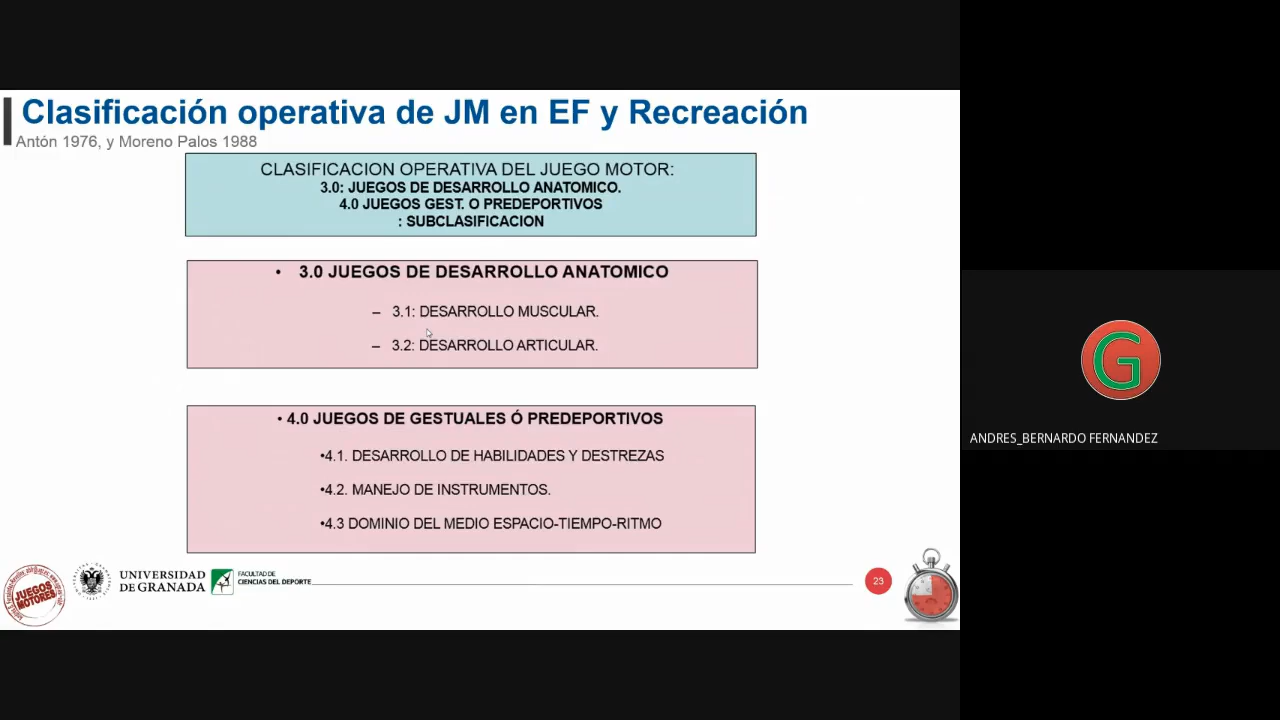 Clasificación operativa de JM en EF y Recreación
Antón 1976, y Moreno Palos 1988
CLASIFICACION OPERATIVA DEL JUEGO MOTOR:
3.0: JUEGOS DE DESARROLLO ANATOMICO.
4.0 JUEGOS GEST. O PREDEPORTIVOS
: SUBCLASIFICACION
• 3.0 JUEGOS DE DESARROLLO ANATOMICO
– 3.1: DESARROLLO MUSCULAR.
– 3.2: DESARROLLO ARTICULAR.
• 4.0 JUEGOS DE GESTUALES Ó PREDEPORTIVOS
•4.1. DESARROLLO DE HABILIDADES Y DESTREZAS
•4.2. MANEJO DE INSTRUMENTOS.
•4.3 DOMINIO DEL MEDIO ESPACIO-TIEMPO-RITMO
JUEGOS
MOTORES
UNIVERSIDAD
DE GRANADA
FACULTAD DE
CIENCIAS DEL DEPORTE
23
G
ANDRES_BERNARDO FERNANDEZ